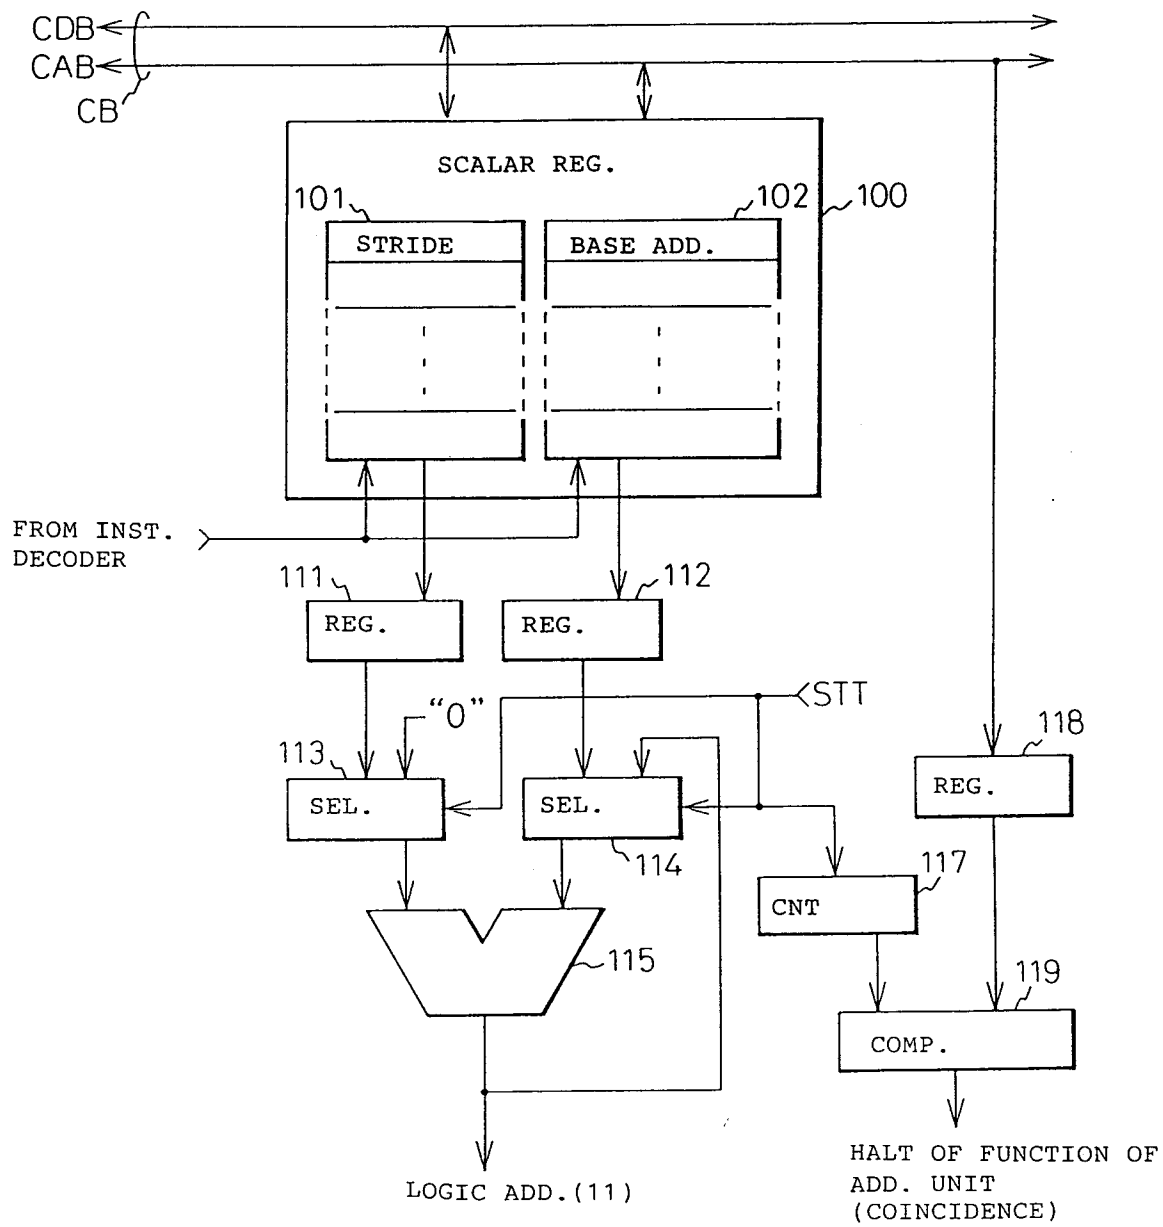 CDB
CAB
CB
SCALAR REG.
101
102
100
STRIDE
BASE ADD.
FROM INST.
DECODER
111
112
REG.
REG.
STT
"0"
118
113
REG.
SEL.
SEL.
114
117
CNT
115
119
COMP.
HALT OF FUNCTION OF
ADD. UNIT
(COINCIDENCE)
LOGIC ADD.(11)